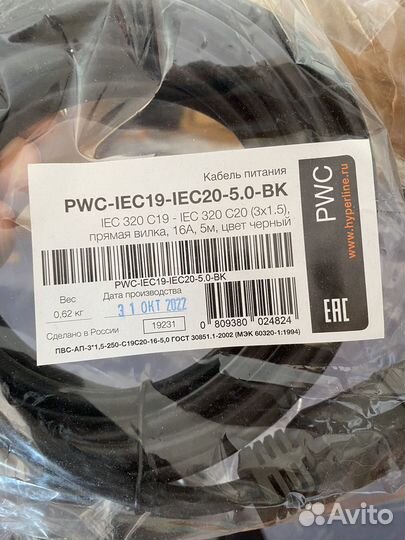 Кабель питания
PWC-IEC19-IEC20-5.0-BK
IEC 320 C19 - IEC 320 C20 (3x1.5),
прямая вилка, 16А, 5м, цвет черный
PWC-IEC19-IEC20-5.0-BK
Вес
0,62 кг
Дата производства
31 ОКТ 2022
Сделано в России
19231
0 809380 024824
ПВС-АП-3*1,5-250-С19С20-16-5,0 ГОСТ 30851.1-2002 (МЭК 60320-1:1994)
PWC
www.hyperline.ru
EAC
Avito